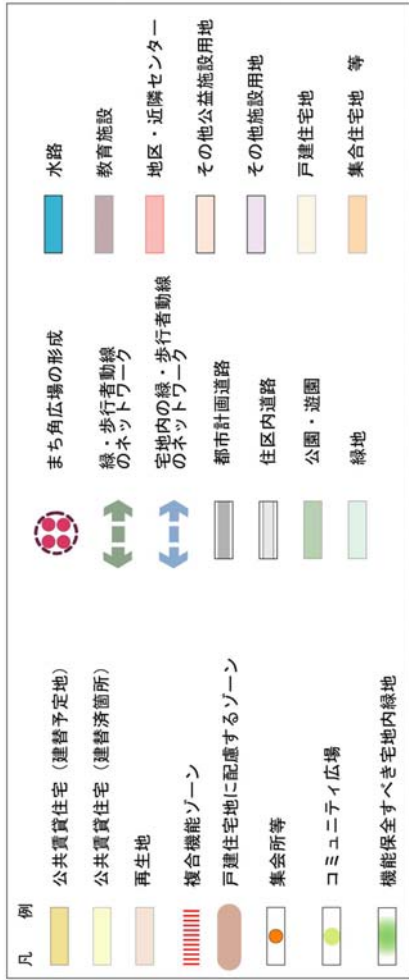 凡　例
公共賃貸住宅（建替予定地）
公共賃貸住宅（建替済箇所）
再生地
複合機能ゾーン
戸建住宅地に配慮するゾーン
集会所等
コミュニティ広場
機能保全すべき宅地内緑地
まち角広場の形成
緑・歩行者動線
のネットワーク
宅地内の緑・歩行者動線
のネットワーク
都市計画道路
住区内道路
公園・遊園
緑地
水路
教育施設
地区・近隣センター
その他公益施設用地
その他施設用地
戸建住宅地
集合住宅地　等